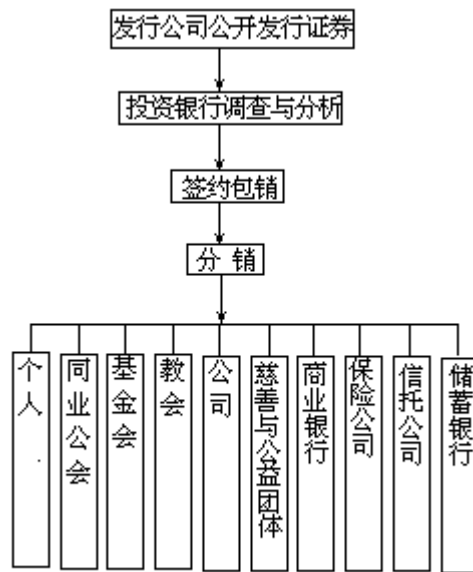 发行公司公开发行证券
投资银行调查与分析
签约包销
分 销
个人
同业公会
基金会
教会
公司
慈善与公益团体
商业银行
保险公司
信托公司
储蓄银行